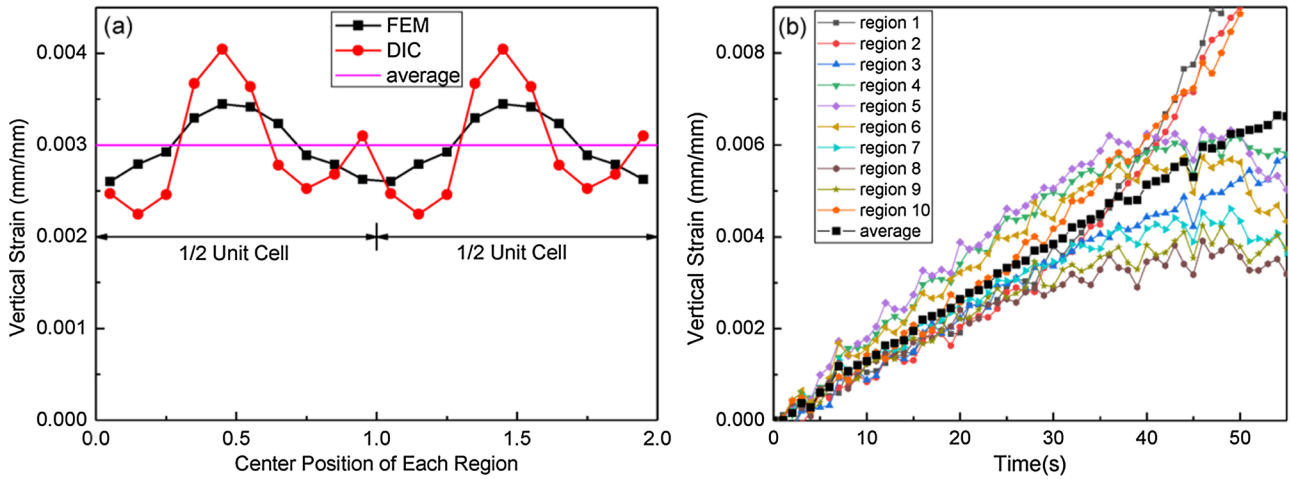 (a)
FEM
DIC
average
Vertical Strain (mm/mm)
0.004
0.003
0.002
0.001
0.000
1/2 Unit Cell
1/2 Unit Cell
0.0
0.5
1.0
1.5
2.0
Center Position of Each Region
(b)
region 1
region 2
region 3
region 4
region 5
region 6
region 7
region 8
region 9
region 10
average
Vertical Strain (mm/mm)
0.008
0.006
0.004
0.002
0.000
0
10
20
30
40
50
Time(s)